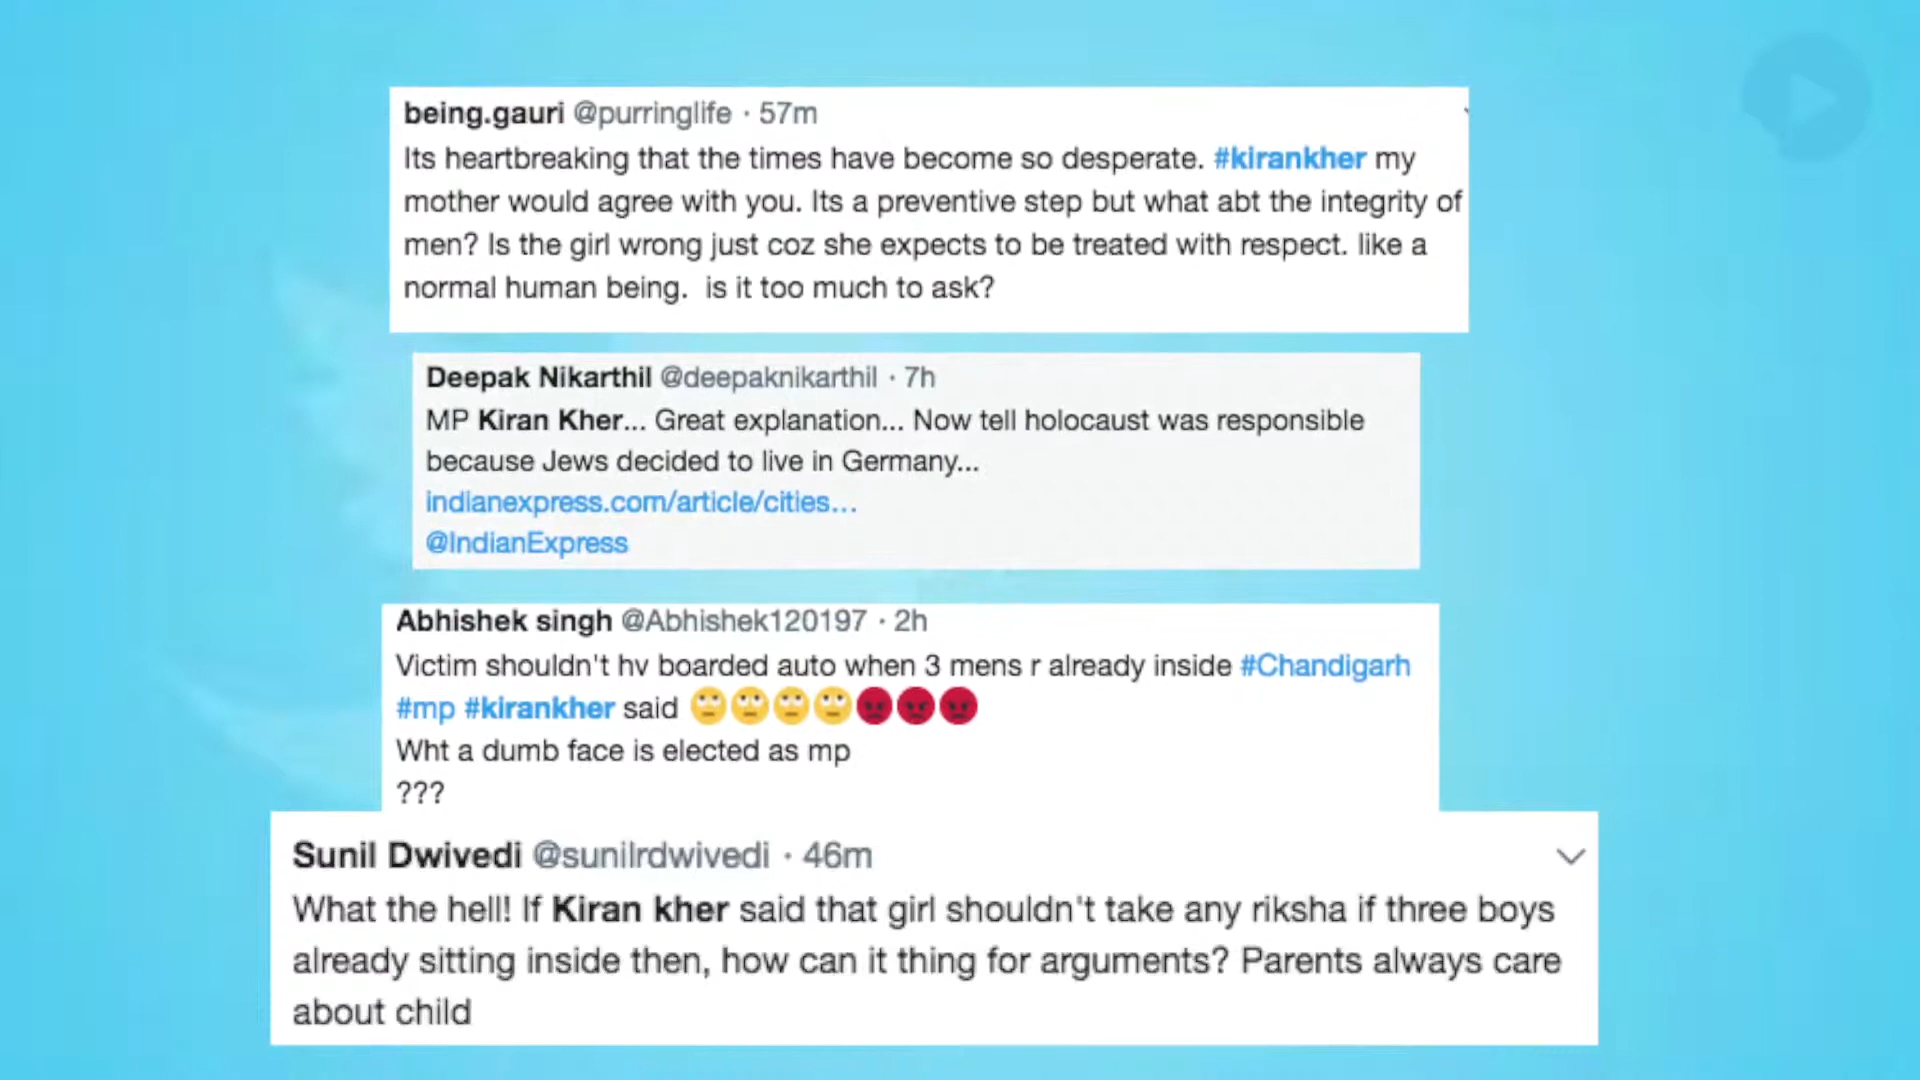 being.gauri @purringlife · 57m
Its heartbreaking that the times have become so desperate. #kirankher my
mother would agree with you. Its a preventive step but what abt the integrity of
men? Is the girl wrong just coz she expects to be treated with respect. like a
normal human being. is it too much to ask?
Deepak Nikarthil @deepaknikarthil · 7h
MP Kiran Kher... Great explanation... Now tell holocaust was responsible
because Jews decided to live in Germany...
indianexpress.com/article/cities...
@IndianExpress
Abhishek singh @Abhishek120197 · 2h
Victim shouldn't hv boarded auto when 3 mens r already inside #Chandigarh
#mp #kirankher said 🙄🙄🙄🙄😡😡😡
Wht a dumb face is elected as mp
???
Sunil Dwivedi @sunilrdwivedi · 46m
What the hell! If Kiran kher said that girl shouldn't take any riksha if three boys
already sitting inside then, how can it thing for arguments? Parents always care
about child